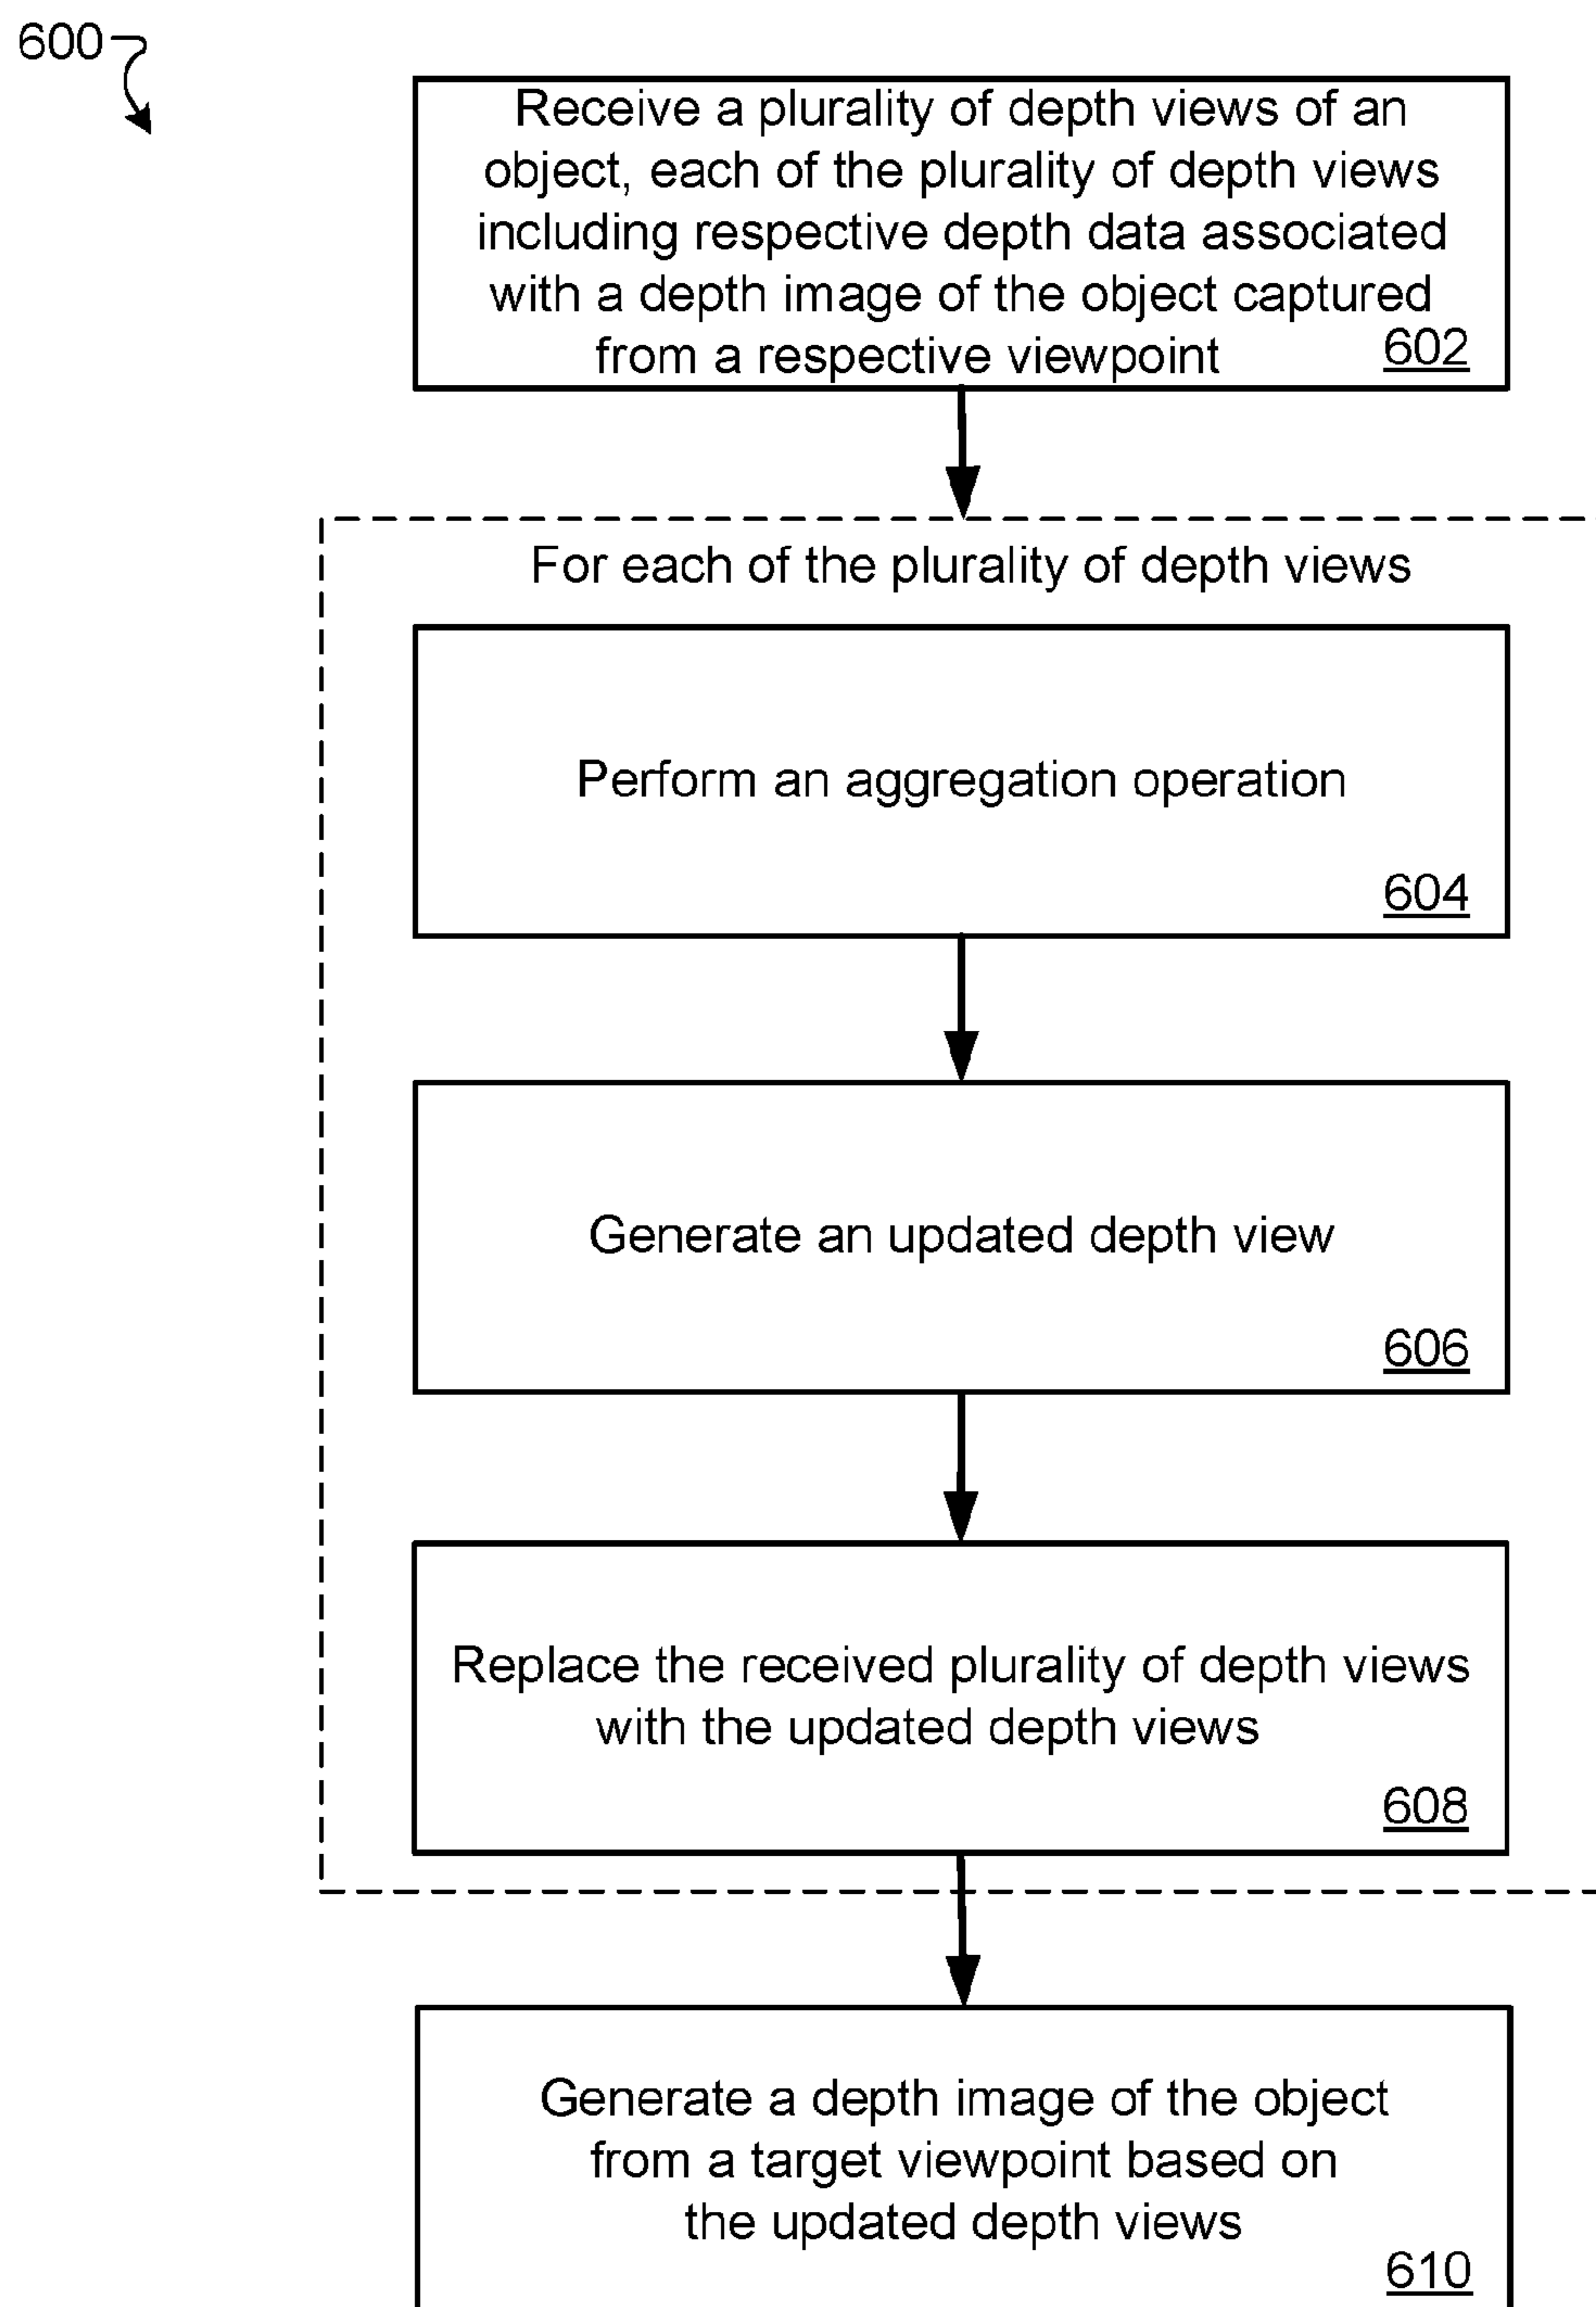 600
Receive a plurality of depth views of an
object, each of the plurality of depth views
including respective depth data associated
with a depth image of the object captured
from a respective viewpoint
602
For each of the plurality of depth views
Perform an aggregation operation
604
Generate an updated depth view
606
Replace the received plurality of depth views
with the updated depth views
608
Generate a depth image of the object
from a target viewpoint based on
the updated depth views
610